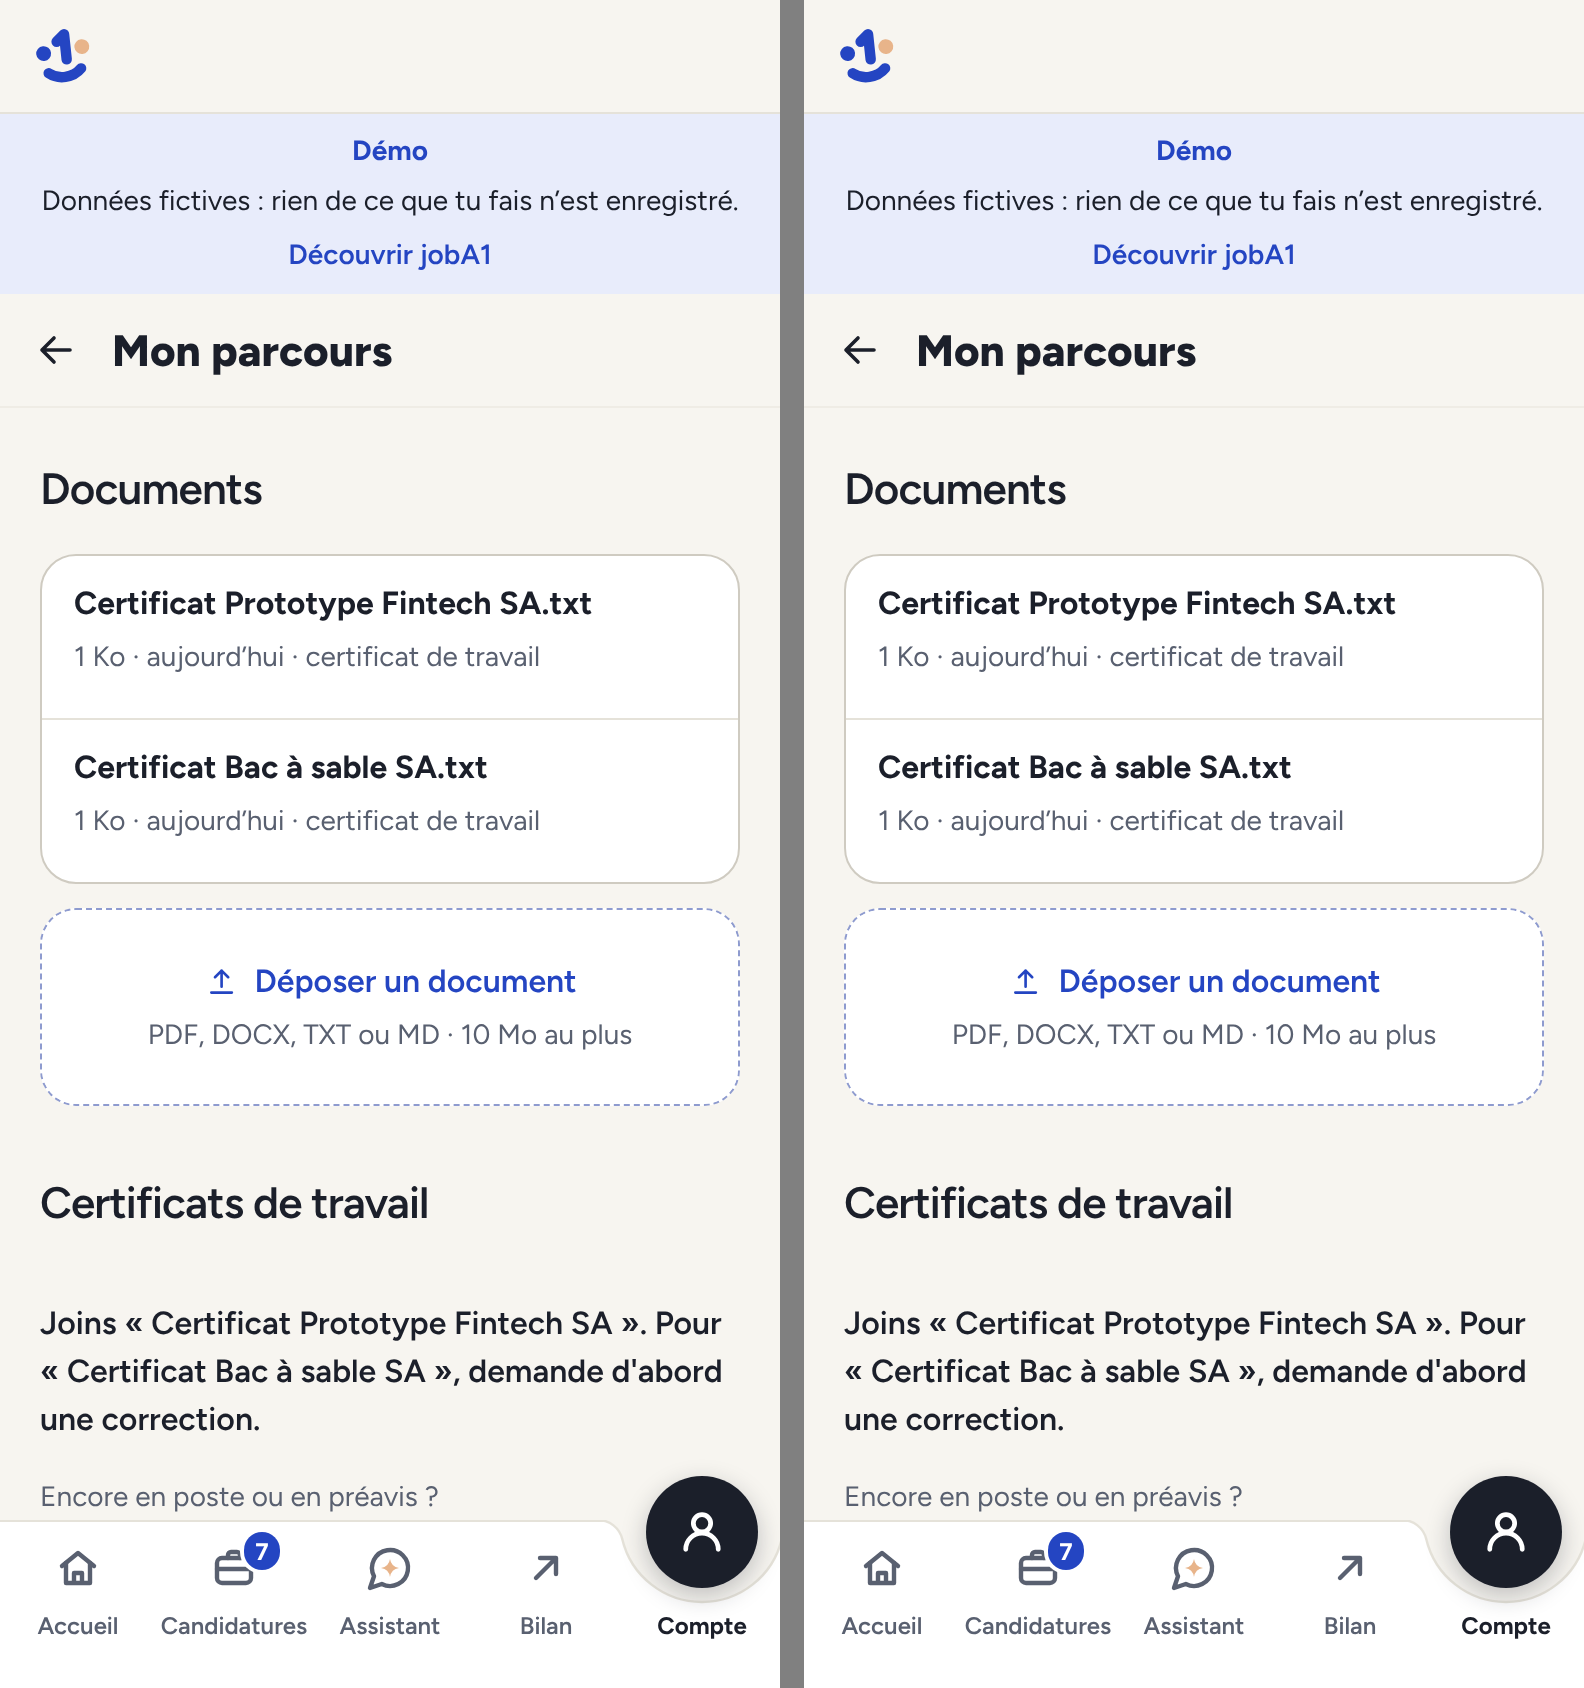 Démo
Données fictives : rien de ce que tu fais n’est enregistré.
Découvrir jobA1
Mon parcours
Documents
Certificat Prototype Fintech SA.txt
1 Ko · aujourd’hui · certificat de travail
Certificat Bac à sable SA.txt
1 Ko · aujourd’hui · certificat de travail
Déposer un document
PDF, DOCX, TXT ou MD · 10 Mo au plus
Certificats de travail
Joins « Certificat Prototype Fintech SA ». Pour
« Certificat Bac à sable SA », demande d'abord
une correction.
Encore en poste ou en préavis ?
7
Accueil
Candidatures
Assistant
Bilan
Compte
Démo
Données fictives : rien de ce que tu fais n’est enregistré.
Découvrir jobA1
Mon parcours
Documents
Certificat Prototype Fintech SA.txt
1 Ko · aujourd’hui · certificat de travail
Certificat Bac à sable SA.txt
1 Ko · aujourd’hui · certificat de travail
Déposer un document
PDF, DOCX, TXT ou MD · 10 Mo au plus
Certificats de travail
Joins « Certificat Prototype Fintech SA ». Pour
« Certificat Bac à sable SA », demande d'abord
une correction.
Encore en poste ou en préavis ?
7
Accueil
Candidatures
Assistant
Bilan
Compte